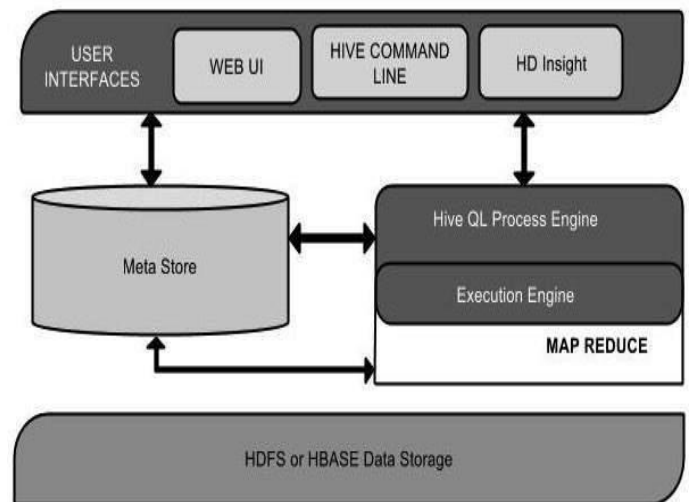 USER
INTERFACES
WEB UI
HIVE COMMAND
LINE
HD Insight
Meta Store
Hive QL Process Engine
Execution Engine
MAP REDUCE
HDFS or HBASE Data Storage